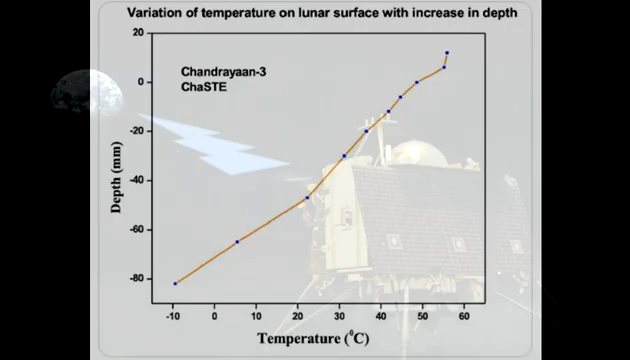 Variation of temperature on lunar surface with increase in depth
Chandrayaan-3
ChaSTE
Depth (mm)
20
0
-20
-40
-60
-80
-10
0
10
20
30
40
50
60
Temperature (⁰C)